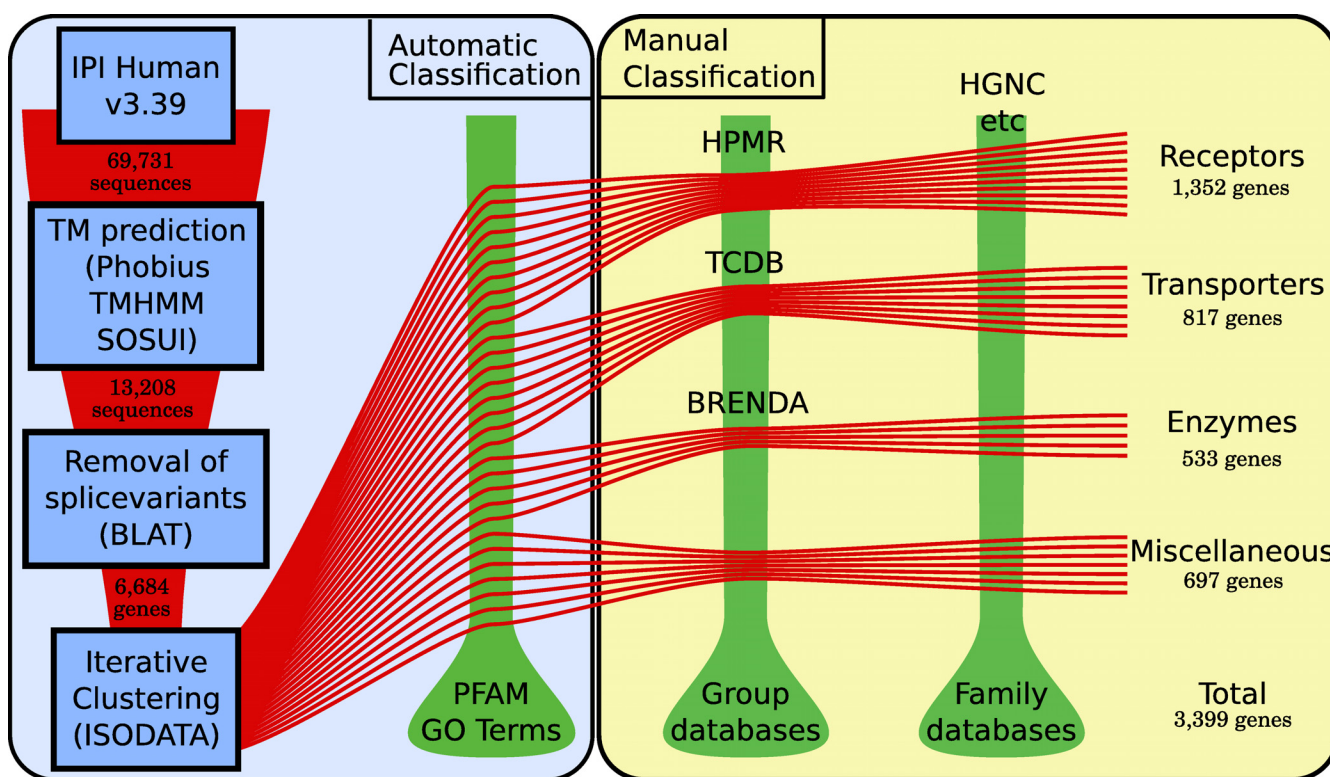 IPI Human
v3.39
69,731
sequences
TM prediction
(Phobius
TMHMM
SOSUI)
13,208
sequences
Removal of
splicevariants
(BLAT)
6,684
genes
Iterative
Clustering
(ISODATA)
Automatic
Classification
PFAM
GO Terms
Manual
Classification
HPMR
TCDB
BRENDA
Group
databases
HGNC
etc
Family
databases
Receptors
1,352 genes
Transporters
817 genes
Enzymes
533 genes
Miscellaneous
697 genes
Total
3,399 genes